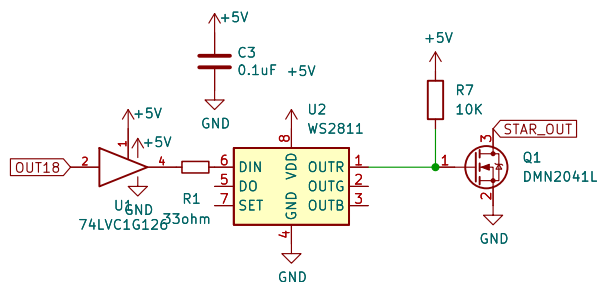 +5V
C3
0.1uF
+5V
GND
+5V
+5V
OUT18
2
1
4
GND
U1
74LVC1G126
R1
33ohm
U2
WS2811
8
6
DIN
VDD
OUTR
1
5
DO
OUTG
2
7
SET
GND
OUTB
3
4
GND
+5V
R7
10K
1
3
STAR_OUT
Q1
DMN2041L
2
GND